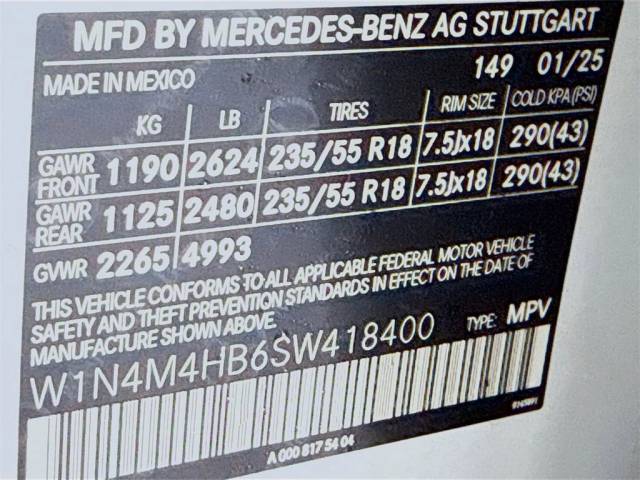 MFD BY MERCEDES-BENZ AG STUTTGART
MADE IN MEXICO 149 01/25
KG LB TIRES RIM SIZE COLD KPA (PSI)
GAWR FRONT 1190 2624 235/55 R18 7.5Jx18 290(43)
GAWR REAR 1125 2480 235/55 R18 7.5Jx18 290(43)
GVWR 2265 4993
THIS VEHICLE CONFORMS TO ALL APPLICABLE FEDERAL MOTOR VEHICLE
SAFETY AND THEFT PREVENTION STANDARDS IN EFFECT ON THE DATE OF
MANUFACTURE SHOWN ABOVE.
W1N4M4HB6SW418400 TYPE: MPV
A 000 817 54 04